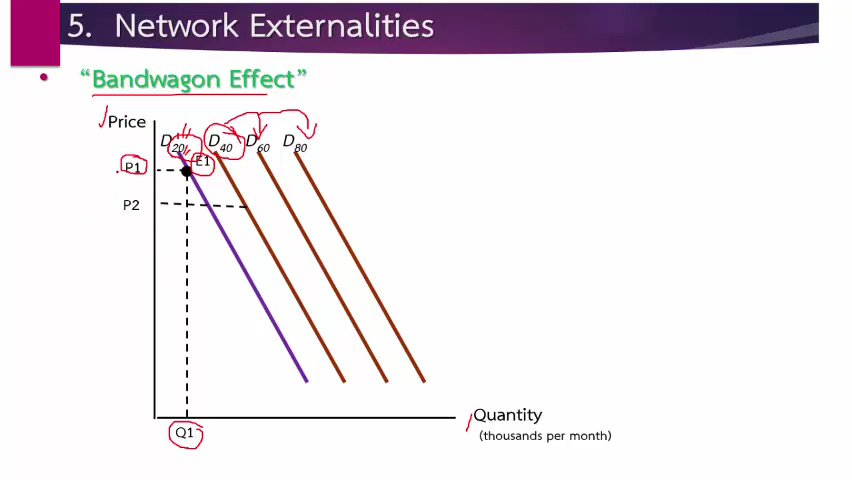 5. Network Externalities
• “Bandwagon Effect”
Price
D20 D40 D60 D80
E1
P1
P2
Quantity
(thousands per month)
Q1